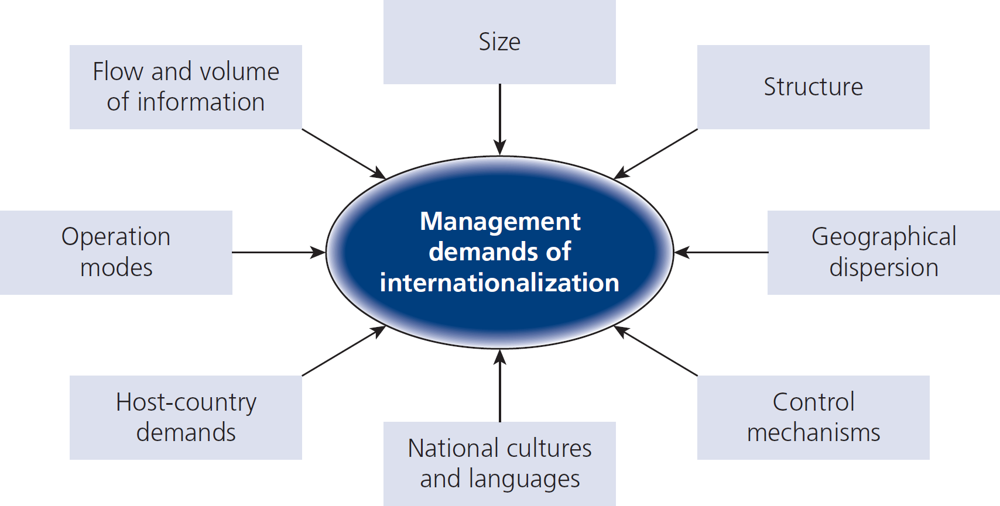 Size
Flow and volume
of information
Structure
Management
demands of
internationalization
Operation
modes
Geographical
dispersion
Host-country
demands
National cultures
and languages
Control
mechanisms